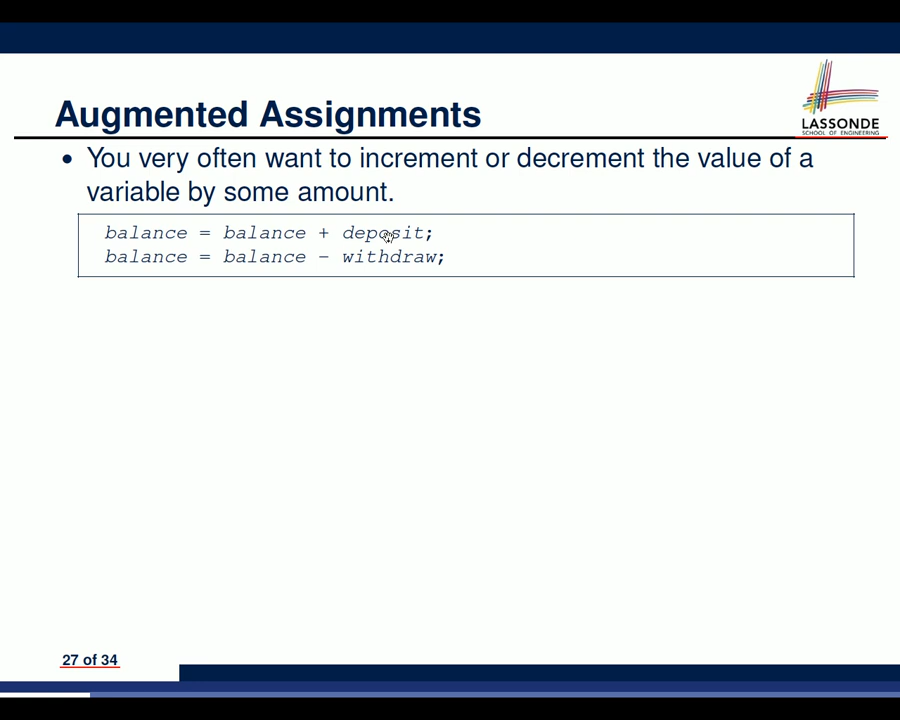 LASSONDE
SCHOOL OF ENGINEERING
Augmented Assignments
• You very often want to increment or decrement the value of a
variable by some amount.
balance = balance + deposit;
balance = balance - withdraw;
27 of 34